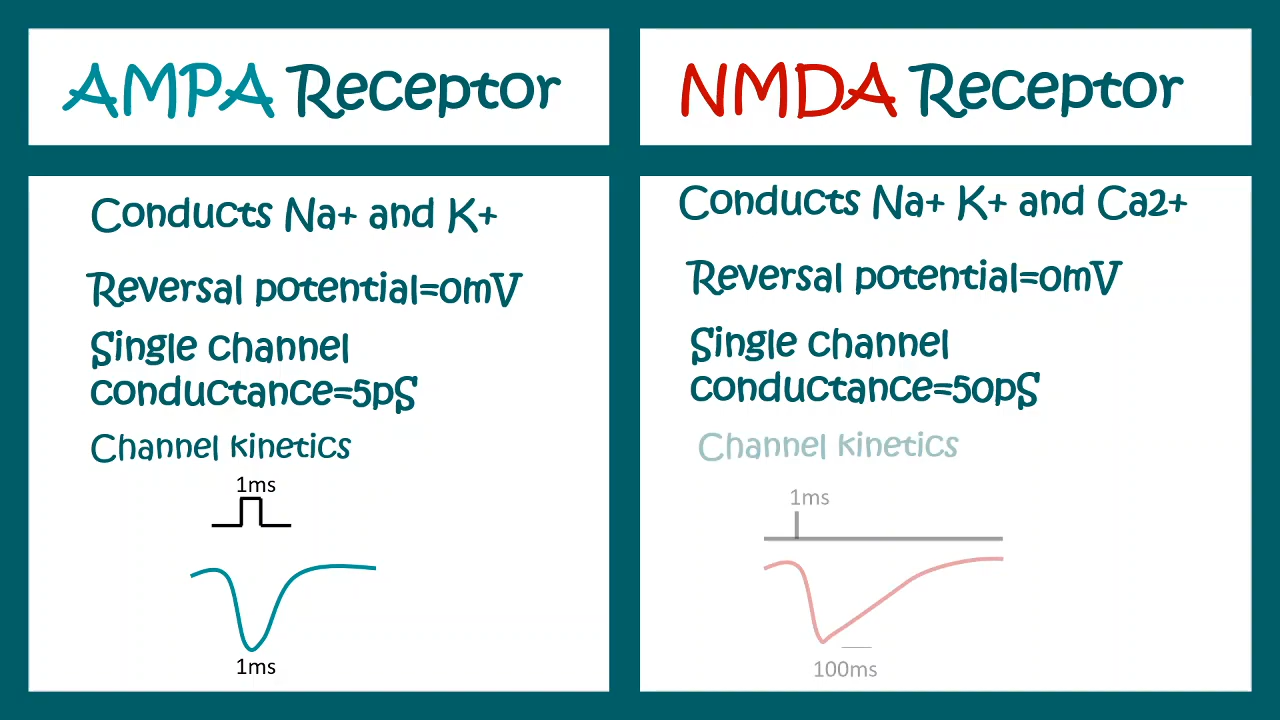 AMPA Receptor
Conducts Na+ and K+
Reversal potential=0mV
Single channel
conductance=5pS
Channel kinetics
1ms
1ms
NMDA Receptor
Conducts Na+ K+ and Ca2+
Reversal potential=0mV
Single channel
conductance=50pS
Channel kinetics
1ms
100ms